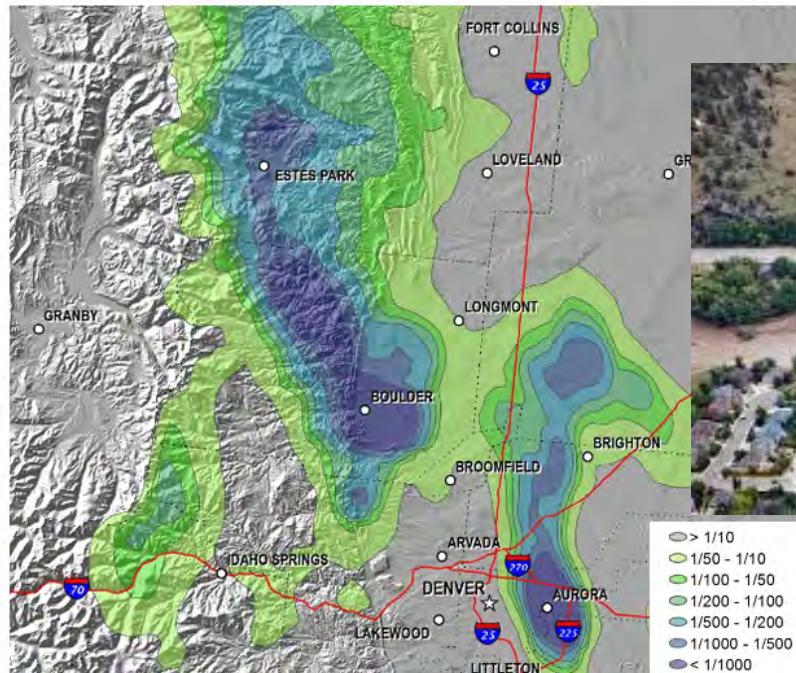 FORT COLLINS
25
ESTES PARK
LOVELAND
GR
GRANBY
LONGMONT
BOULDER
BRIGHTON
BROOMFIELD
ARVADA
IDAHO SPRINGS
270
70
DENVER
AURORA
LAKEWOOD
25
225
LITTLETON
> 1/10
1/50 - 1/10
1/100 - 1/50
1/200 - 1/100
1/500 - 1/200
1/1000 - 1/500
< 1/1000